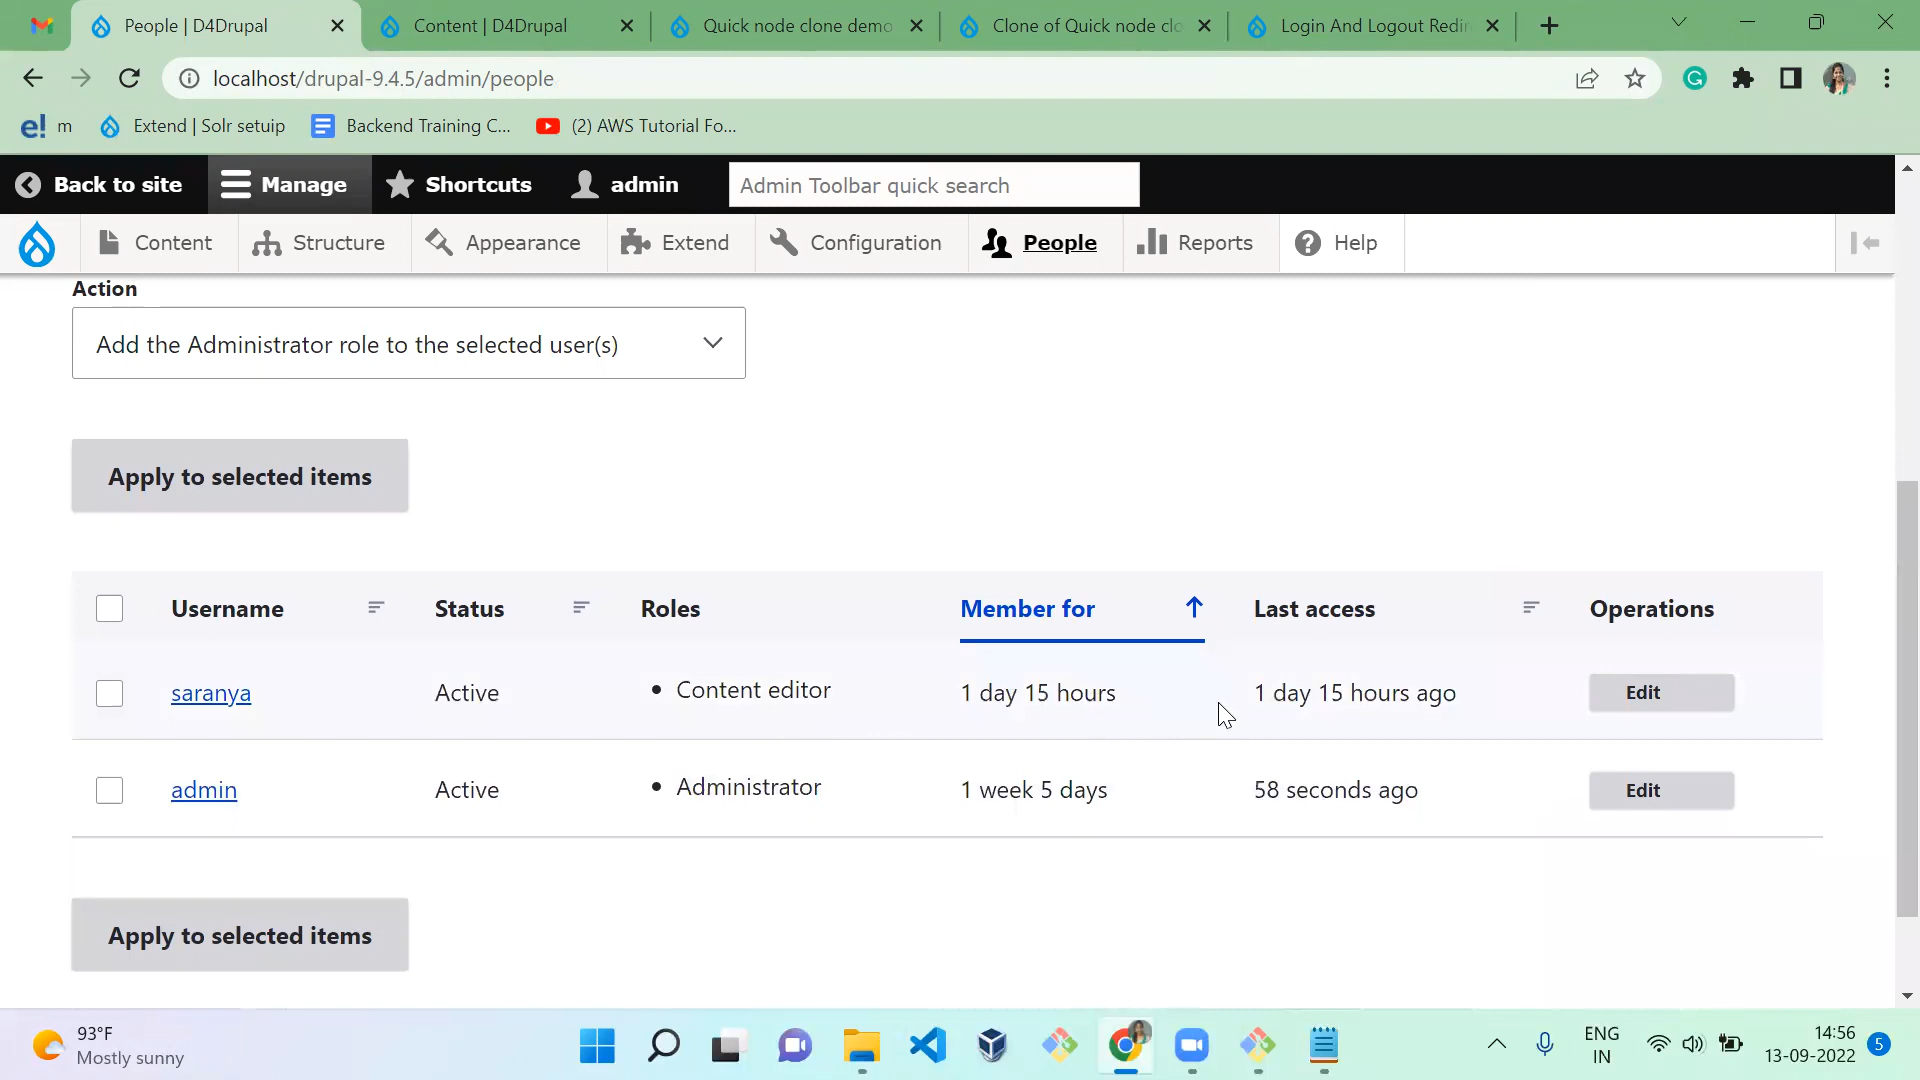 People | D4Drupal
Content | D4Drupal
Quick node clone demo
Clone of Quick node clo
Login And Logout Redir
localhost/drupal-9.4.5/admin/people
e! m
Extend | Solr setuip
Backend Training C...
(2) AWS Tutorial Fo...
Back to site
Manage
Shortcuts
admin
Admin Toolbar quick search
Content
Structure
Appearance
Extend
Configuration
People
Reports
Help
Action
Add the Administrator role to the selected user(s)
Apply to selected items
Username Status Roles Member for Last access Operations
saranya Active • Content editor 1 day 15 hours 1 day 15 hours ago Edit
admin Active • Administrator 1 week 5 days 58 seconds ago Edit
Apply to selected items
93°F
Mostly sunny
ENG
IN
14:56
13-09-2022
5